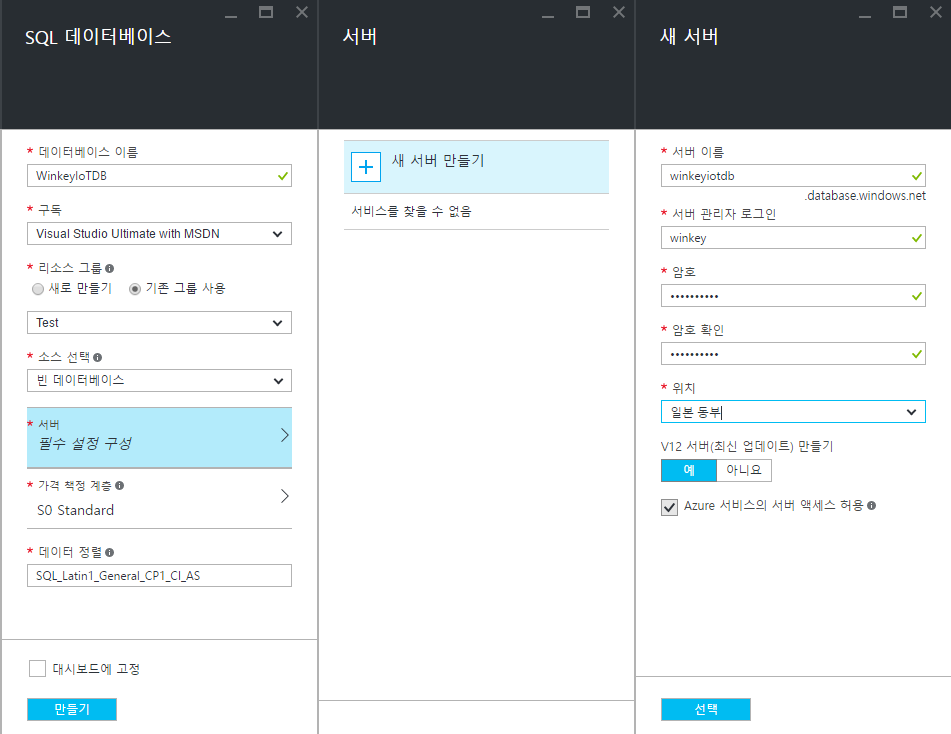 SQL 데이터베이스
* 데이터베이스 이름
WinkeyIoTDB
* 구독
Visual Studio Ultimate with MSDN
* 리소스 그룹
새로 만들기 기존 그룹 사용
Test
* 소스 선택
빈 데이터베이스
* 서버
필수 설정 구성
* 가격 책정 계층
S0 Standard
* 데이터 정렬
SQL_Latin1_General_CP1_CI_AS
대시보드에 고정
만들기
서버
새 서버 만들기
서비스를 찾을 수 없음
새 서버
* 서버 이름
winkeyiotdb
.database.windows.net
* 서버 관리자 로그인
winkey
* 암호
••••••••••
* 암호 확인
••••••••••
* 위치
일본 동부
V12 서버(최신 업데이트) 만들기
예 아니요
Azure 서비스의 서버 액세스 허용
선택